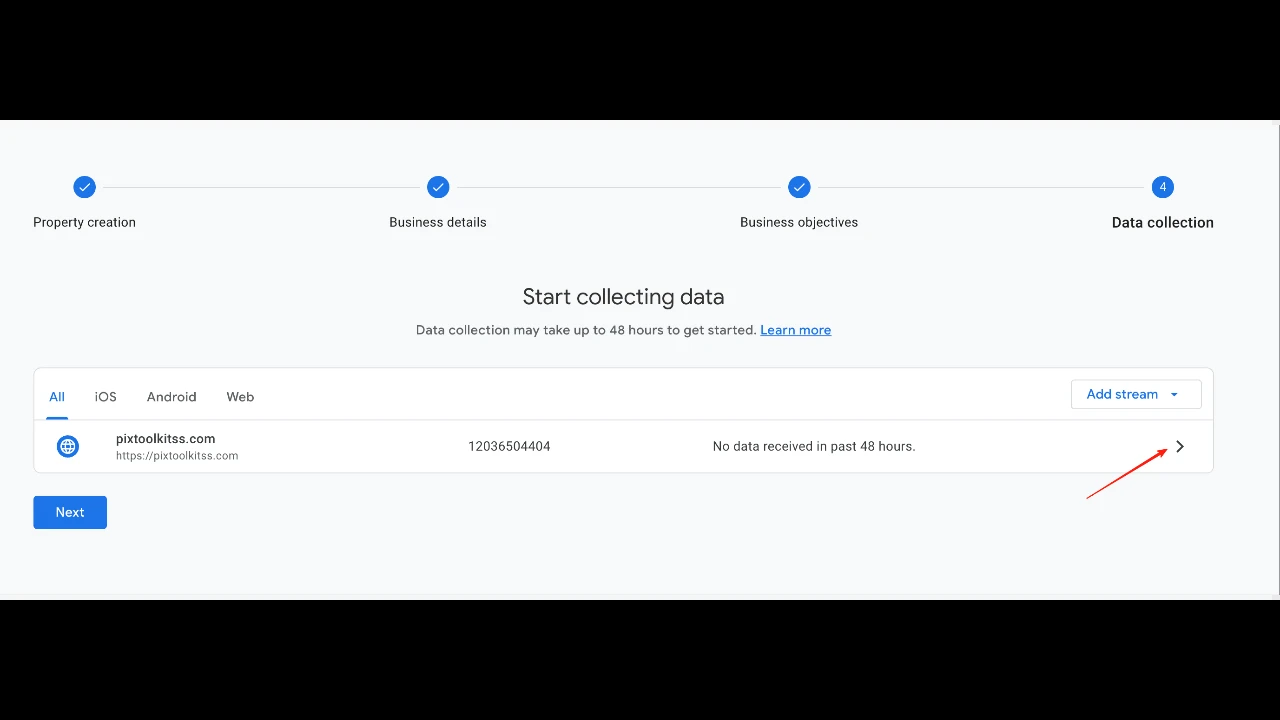 4
Property creation
Business details
Business objectives
Data collection
Start collecting data
Data collection may take up to 48 hours to get started. Learn more
All
iOS
Android
Web
Add stream
pixtoolkitss.com
https://pixtoolkitss.com
12036504404
No data received in past 48 hours.
Next